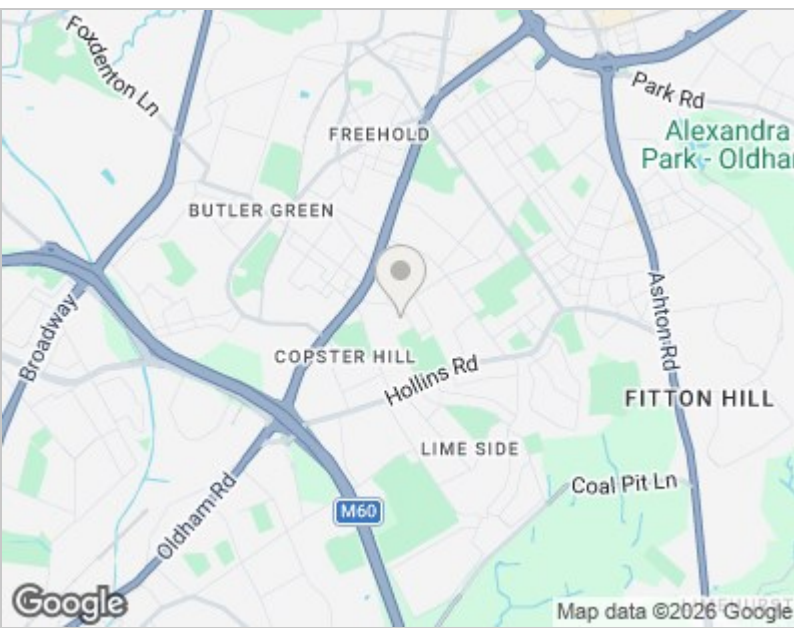 Foxdenton Ln
Park Rd
FREEHOLD
Alexandra
Park - Oldha
BUTLER GREEN
Ashton Rd
Broadway
COPSTER HILL
Hollins Rd
FITTON HILL
LIME SIDE
Coal Pit Ln
Oldham Rd
M60
Google
Map data ©2026 Google